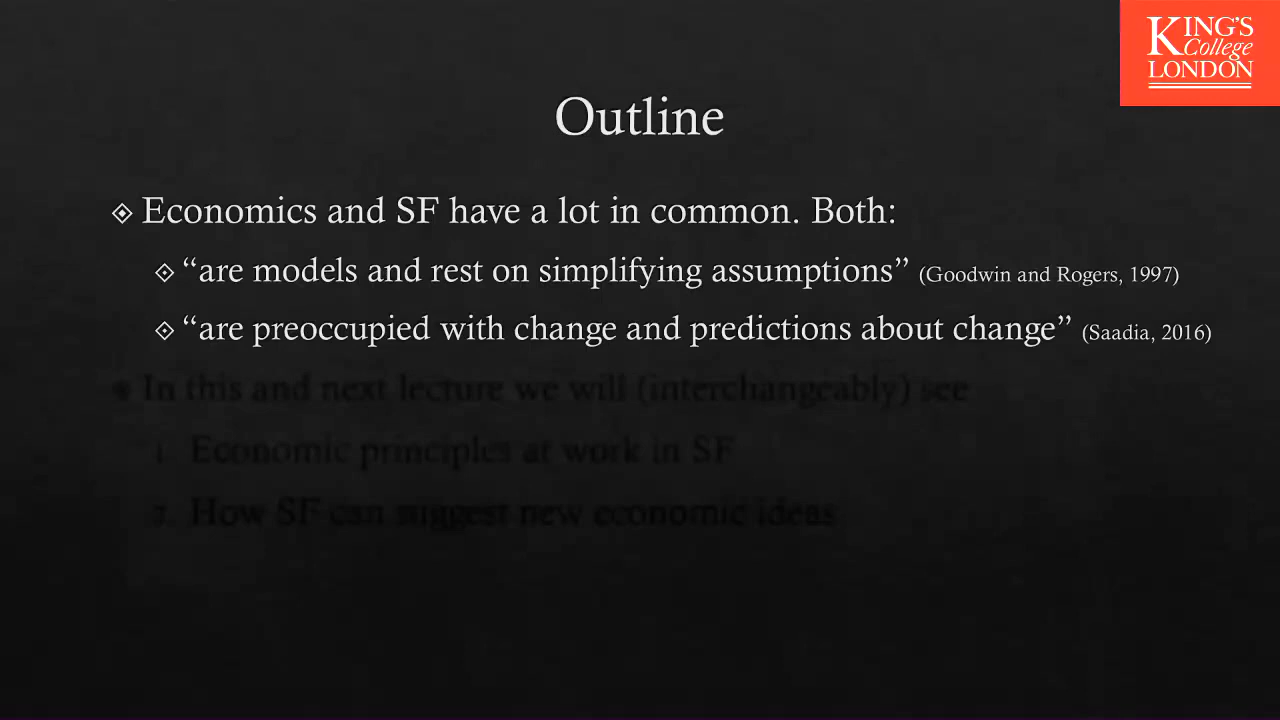 KING'S
College
LONDON
Outline
Economics and SF have a lot in common. Both:
“are models and rest on simplifying assumptions” (Goodwin and Rogers, 1997)
“are preoccupied with change and predictions about change” (Saadia, 2016)
In this and next lecture we will (interchangeably) see
1. Economic principles at work in SF
2. How SF can suggest new economic ideas